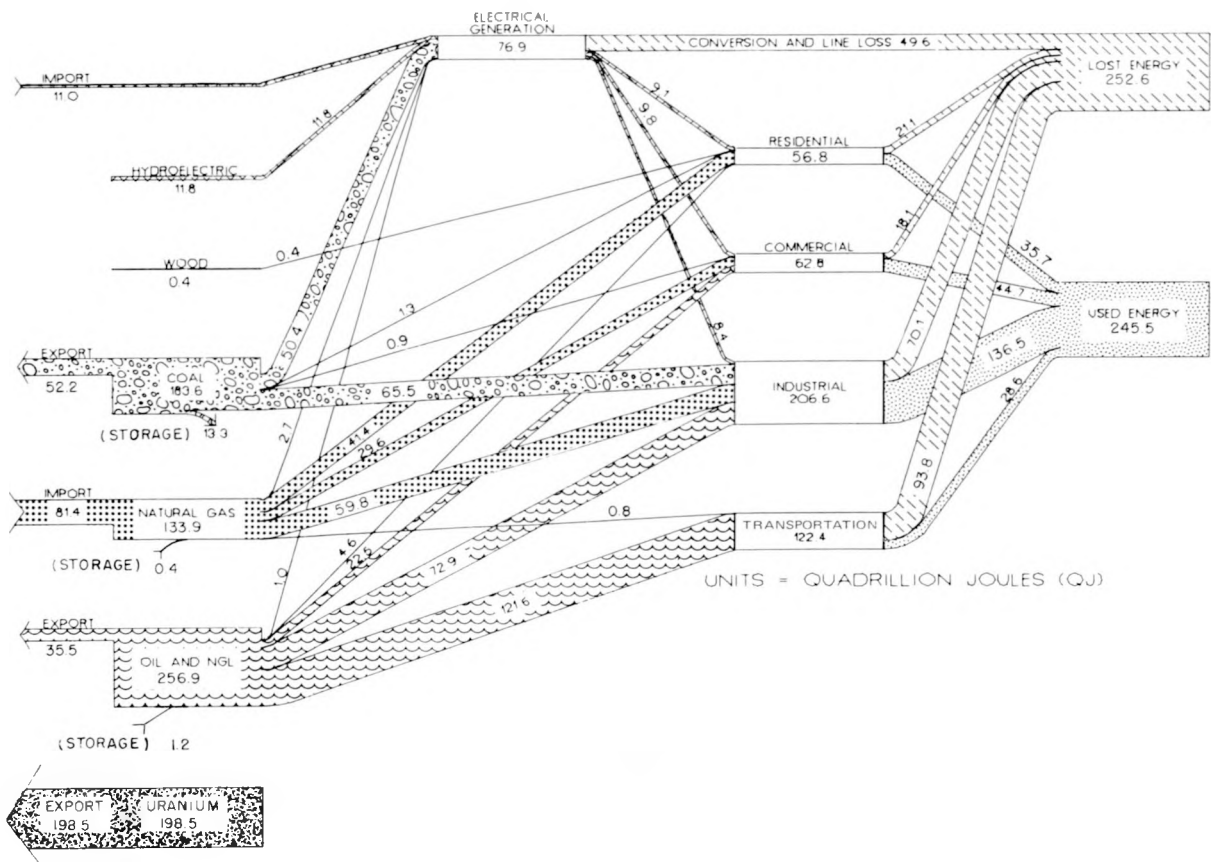 ELECTRICAL
GENERATION
76.9
CONVERSION AND LINE LOSS 49.6
LOST ENERGY
252.6
IMPORT
11.0
11.8
HYDROELECTRIC
11.8
9.1
9.8
8.4
RESIDENTIAL
56.8
21.1
35.7
WOOD
0.4
0.4
COMMERCIAL
62.8
18.1
44.7
USED ENERGY
245.5
1.3
0.9
50.4
EXPORT
52.2
COAL
183.6
65.5
(STORAGE) 13.3
INDUSTRIAL
206.6
70.1
136.5
28.6
2.7
41.4
29.6
IMPORT
81.4
NATURAL GAS
133.9
59.8
0.8
(STORAGE) 0.4
TRANSPORTATION
122.4
93.8
1.0
4.6
22.5
72.9
121.6
UNITS = QUADRILLION JOULES (QJ)
EXPORT
35.5
OIL AND NGL
256.9
(STORAGE) 1.2
EXPORT URANIUM
198.5 198.5